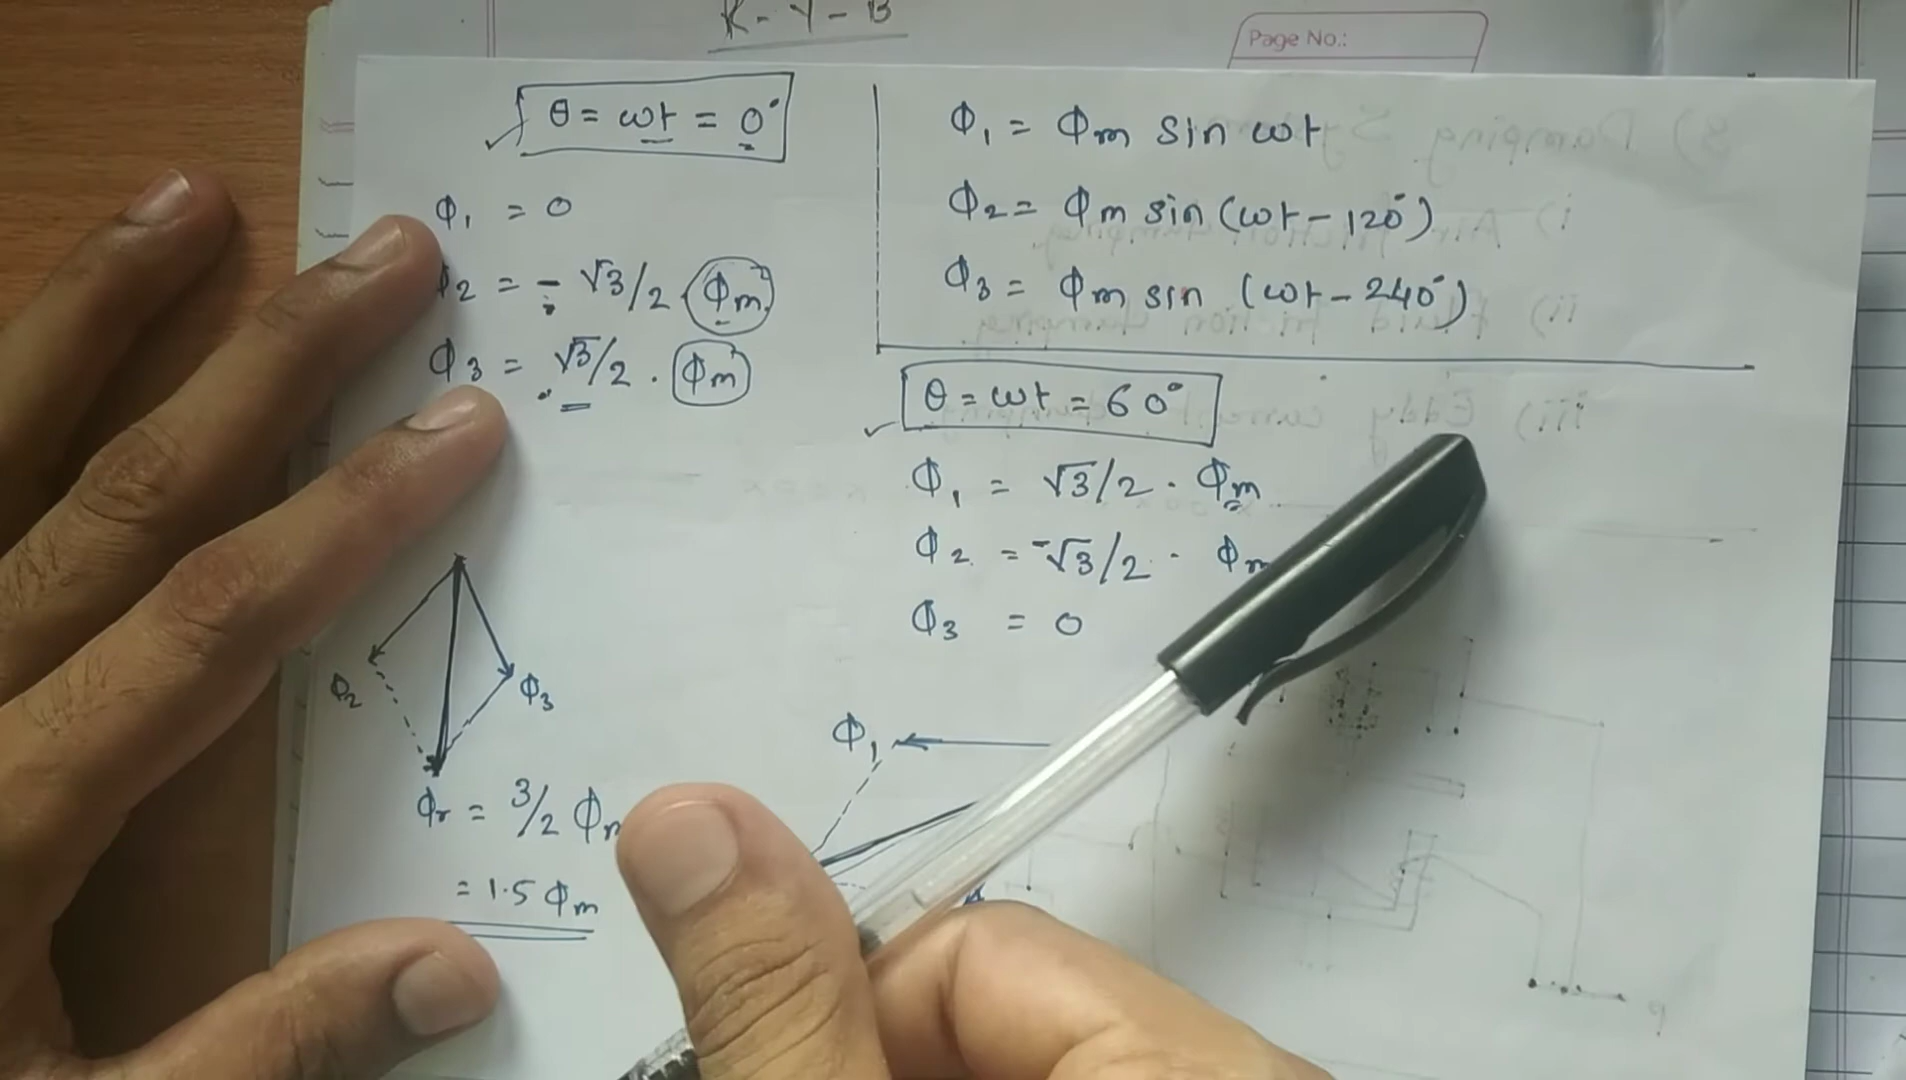 R-Y-B
Page No.:
θ = ωt = 0°
ϕ₁ = 0
ϕ₂ = - √3/2 · ϕm
ϕ₃ = √3/2 · ϕm
ϕ₂
ϕ₃
ϕr = 3/2 ϕm
= 1.5 ϕm
ϕ₁ = ϕm sin ωt
ϕ₂ = ϕm sin (ωt - 120°)
ϕ₃ = ϕm sin (ωt - 240°)
θ = ωt = 60°
ϕ₁ = √3/2 · ϕm
ϕ₂ = -√3/2 · ϕm
ϕ₃ = 0
ϕ₁